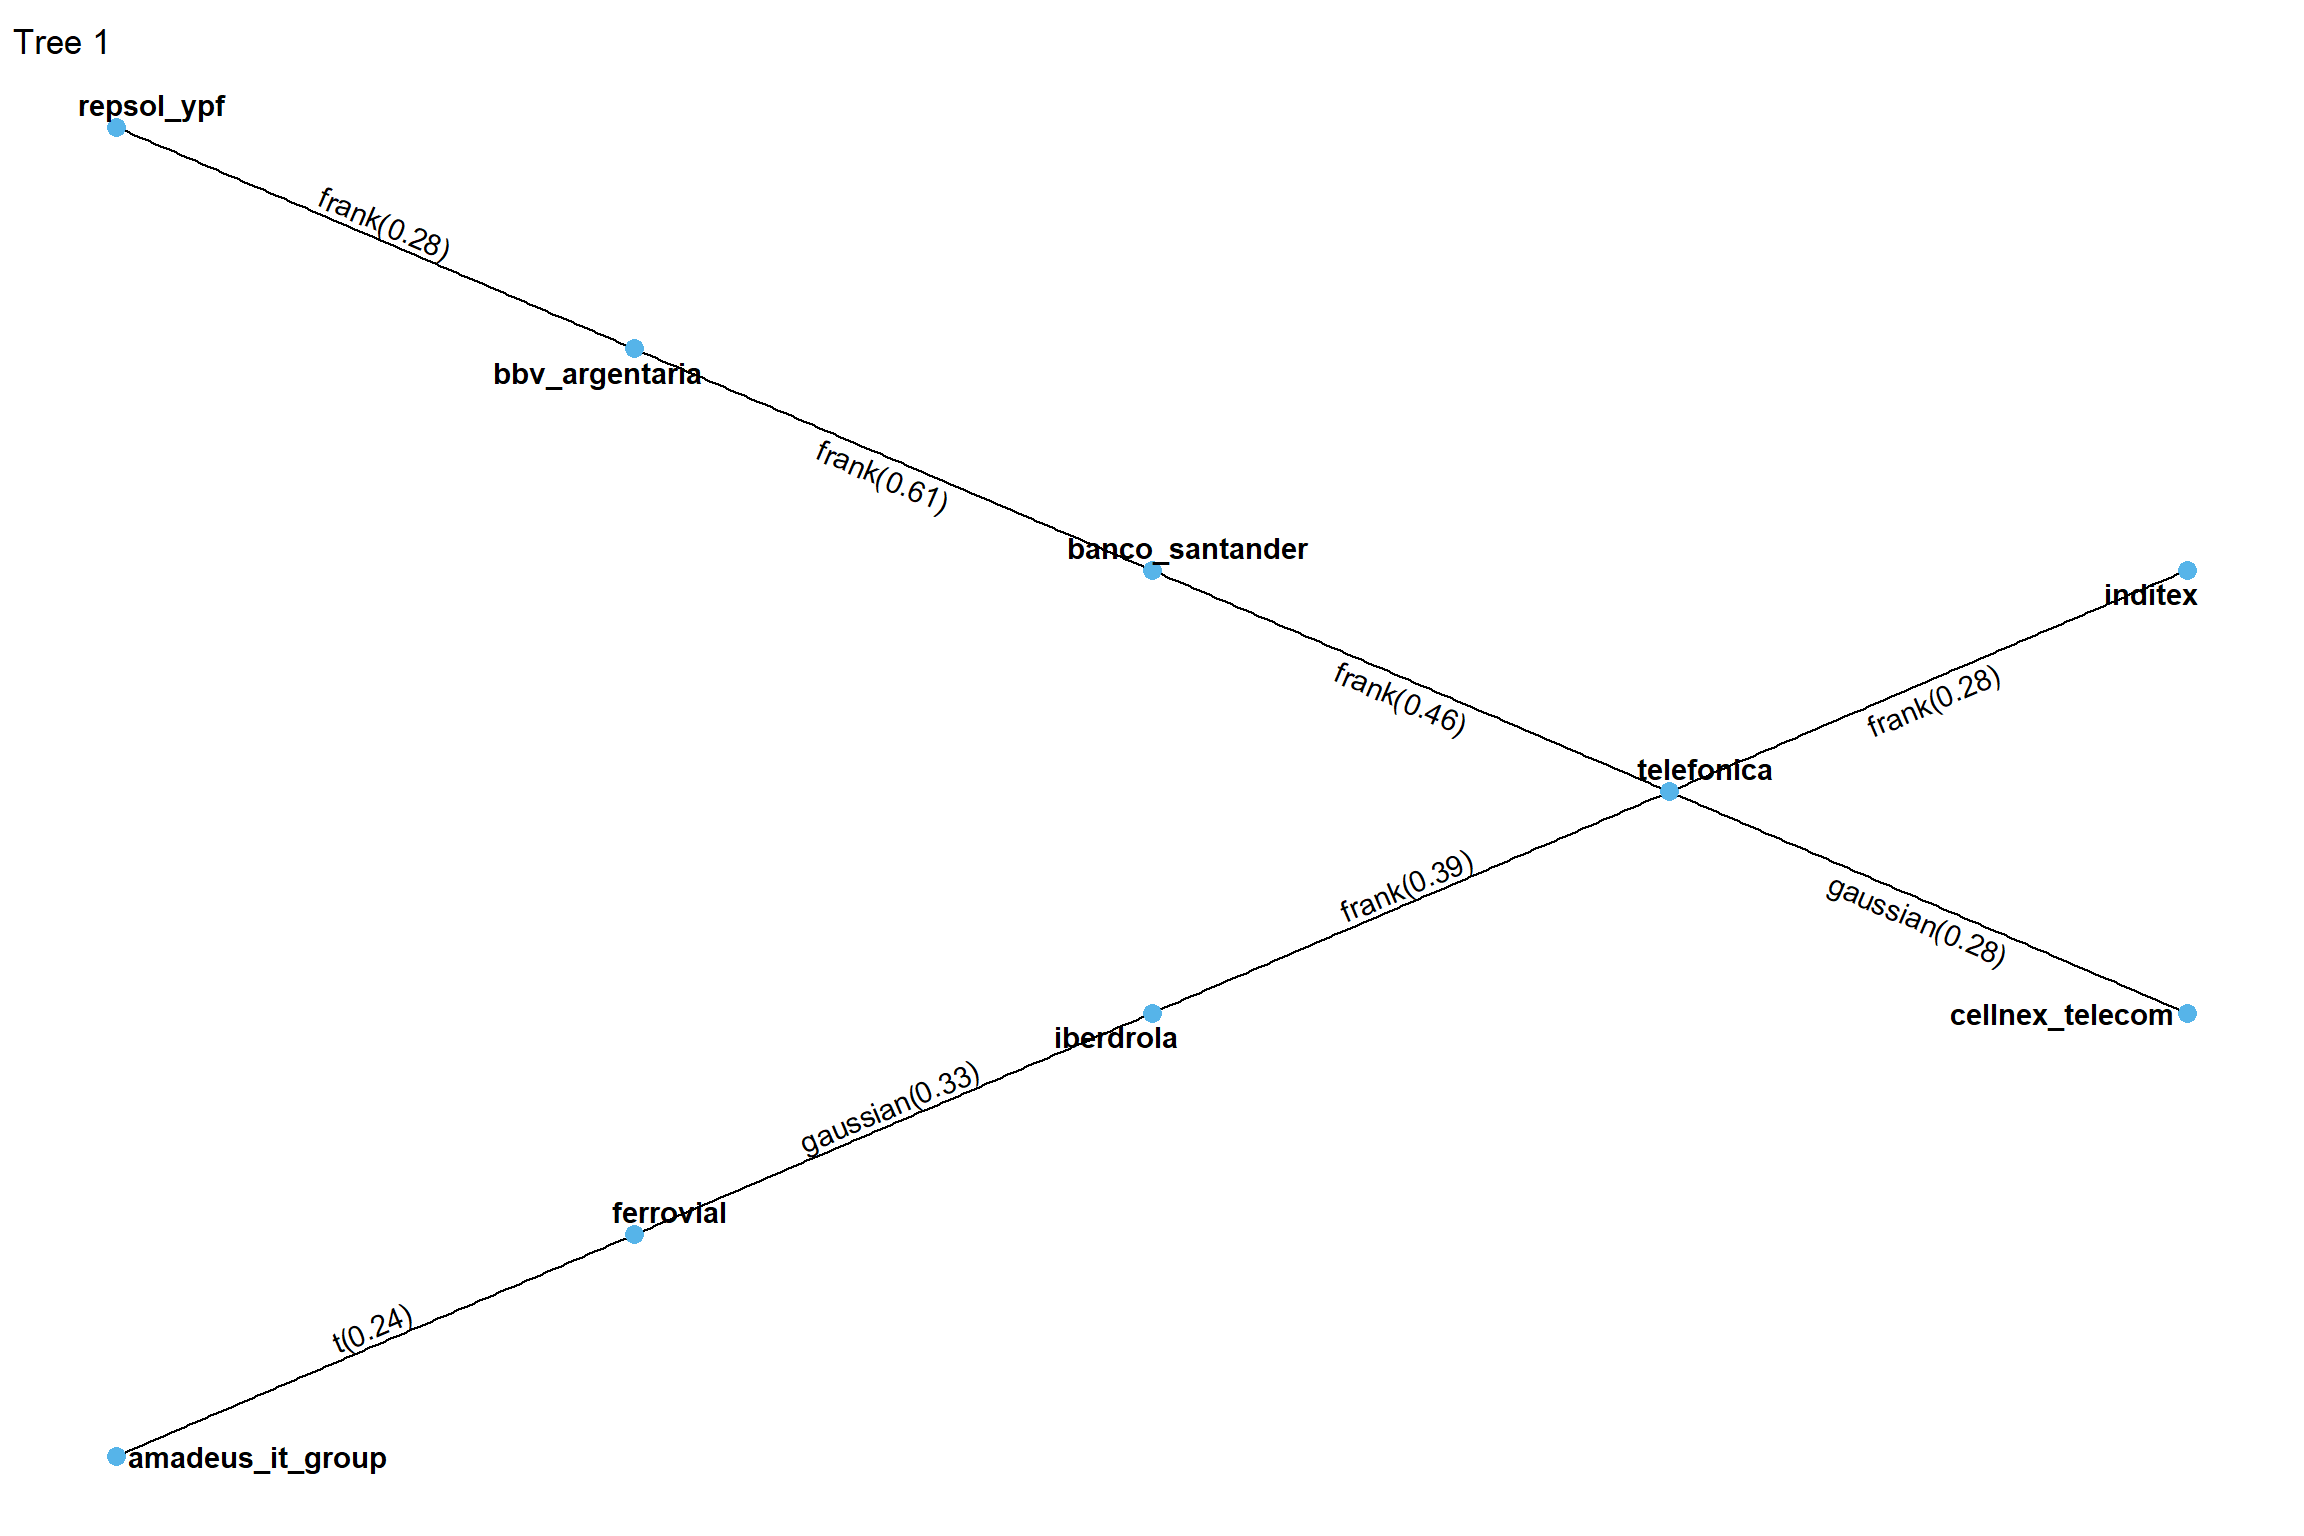 Tree 1
repsol_ypf
frank(0.28)
bbv_argentaria
frank(0.61)
banco_santander
inditex
frank(0.46)
frank(0.28)
telefonica
frank(0.39)
gaussian(0.28)
cellnex_telecom
iberdrola
gaussian(0.33)
ferrovial
t(0.24)
amadeus_it_group